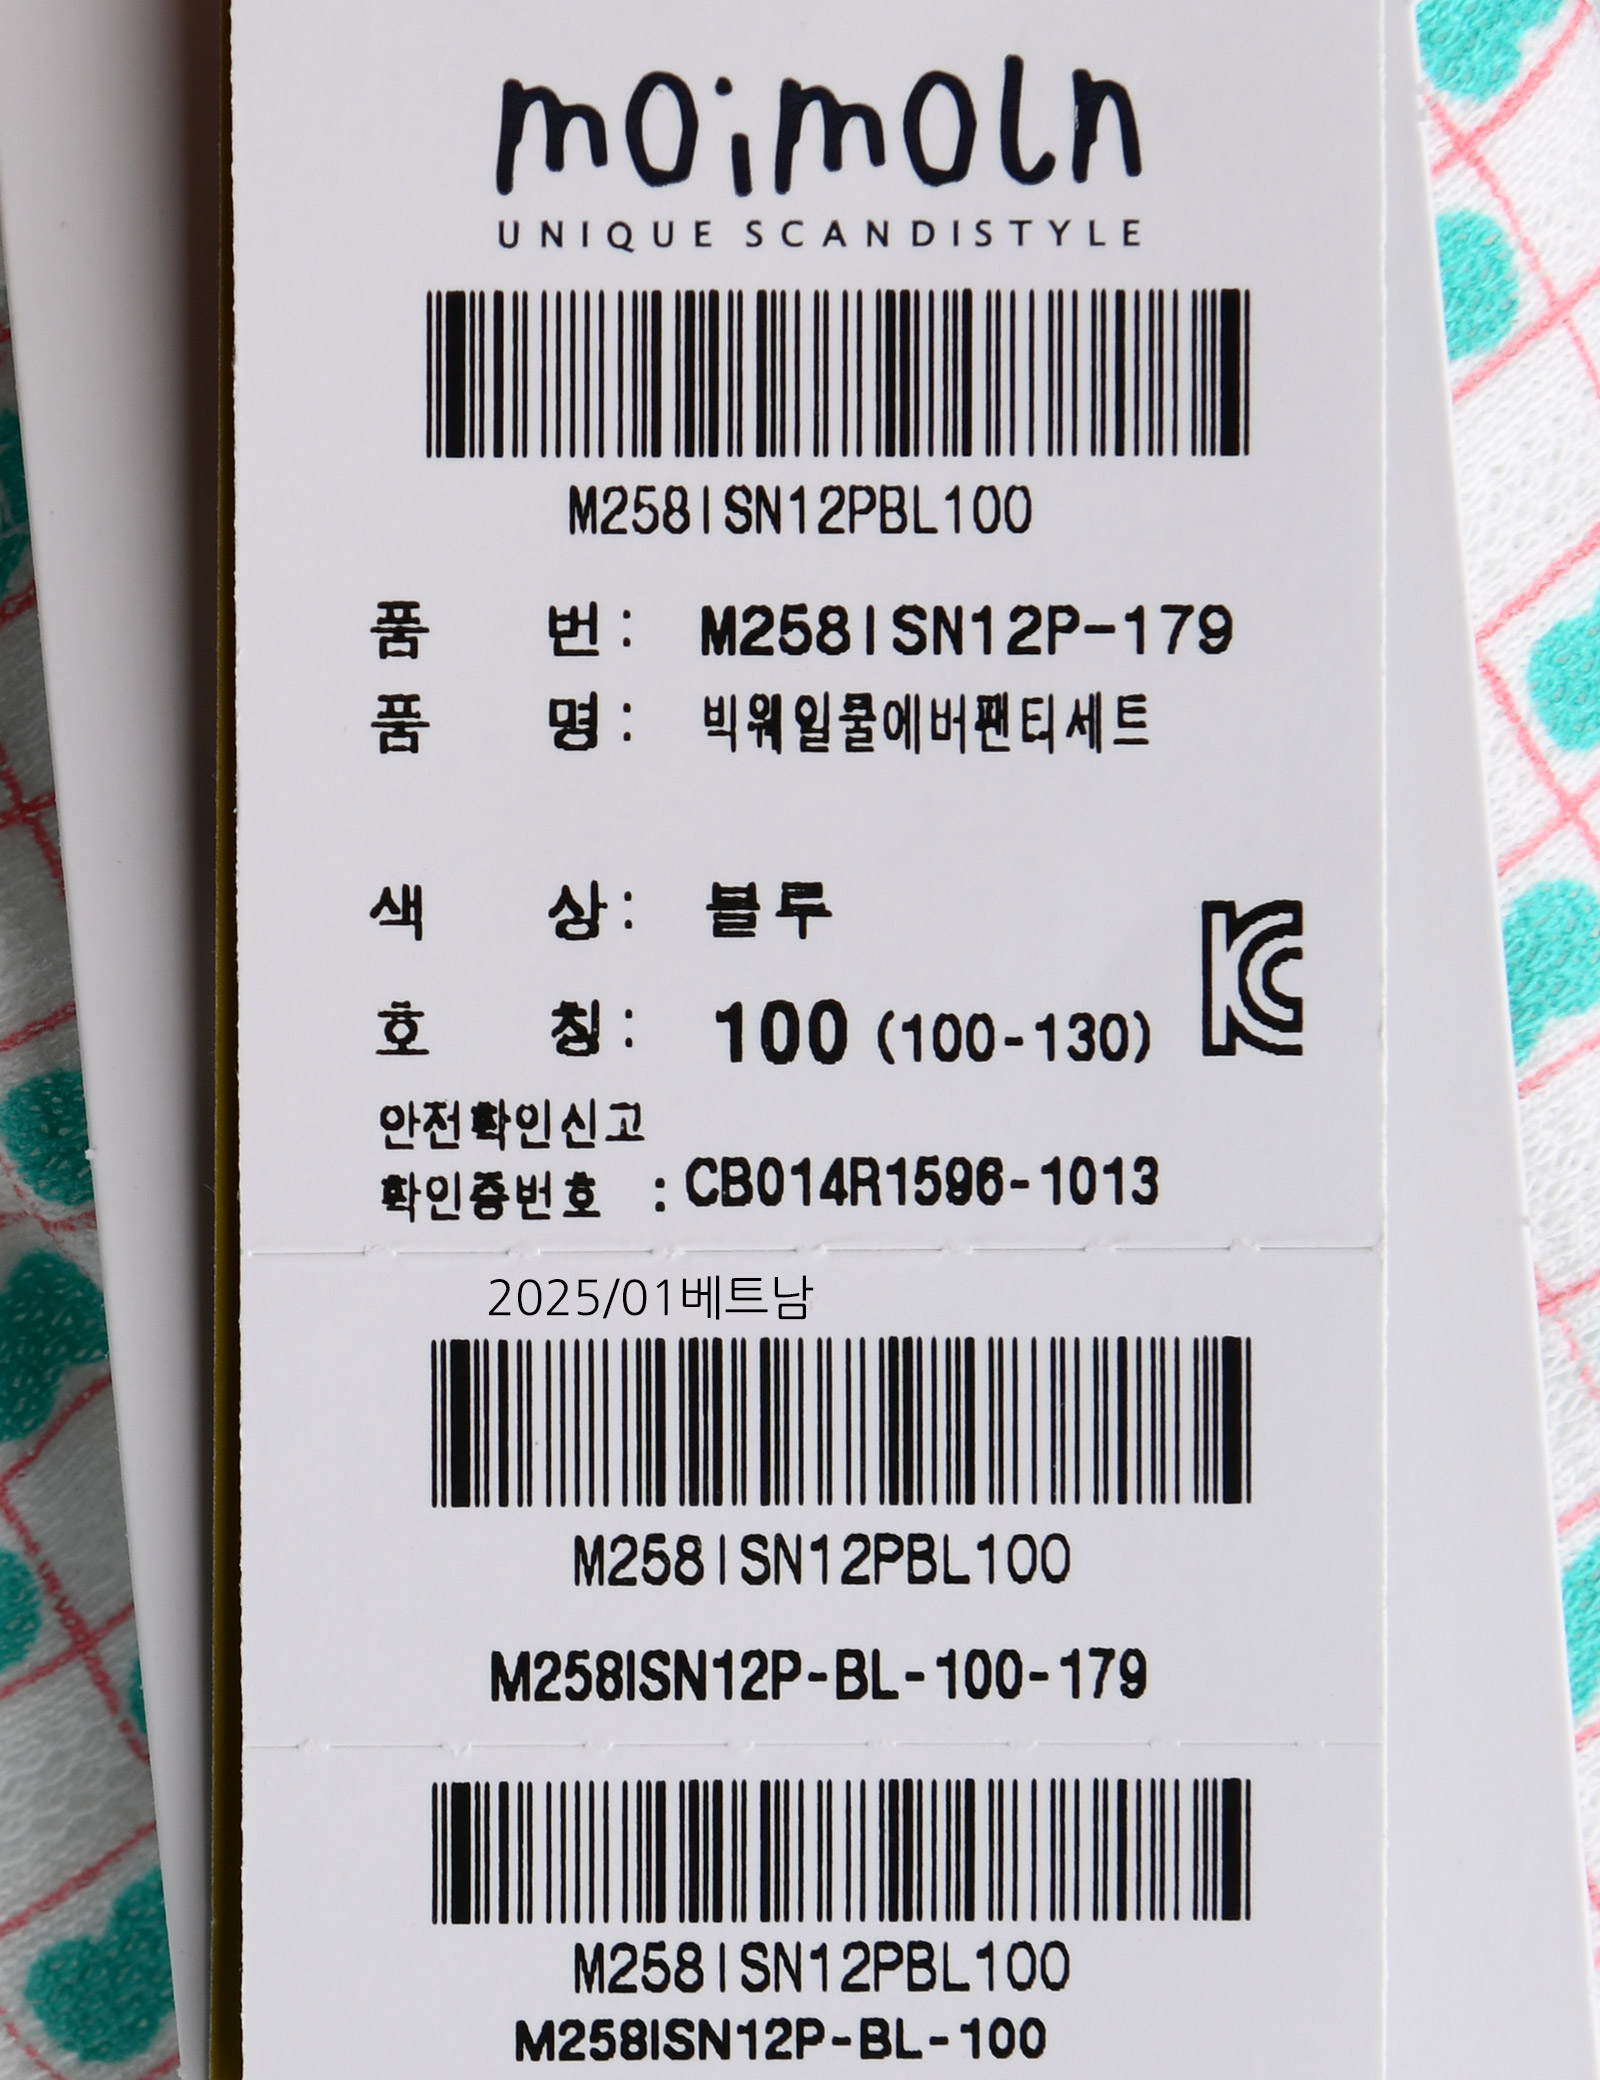 moimoln
UNIQUE SCANDISTYLE
M258ISN12PBL100
품 번: M258ISN12P-179
품 명: 빅웨일물에버팬티세트
색 상: 블루
호 칭: 100 (100-130)
안전확인신고
확인증번호 : CB014R1596-1013
2025/01베트남
M258ISN12PBL100
M258ISN12P-BL-100-179
M258ISN12PBL100
M258ISN12P-BL-100